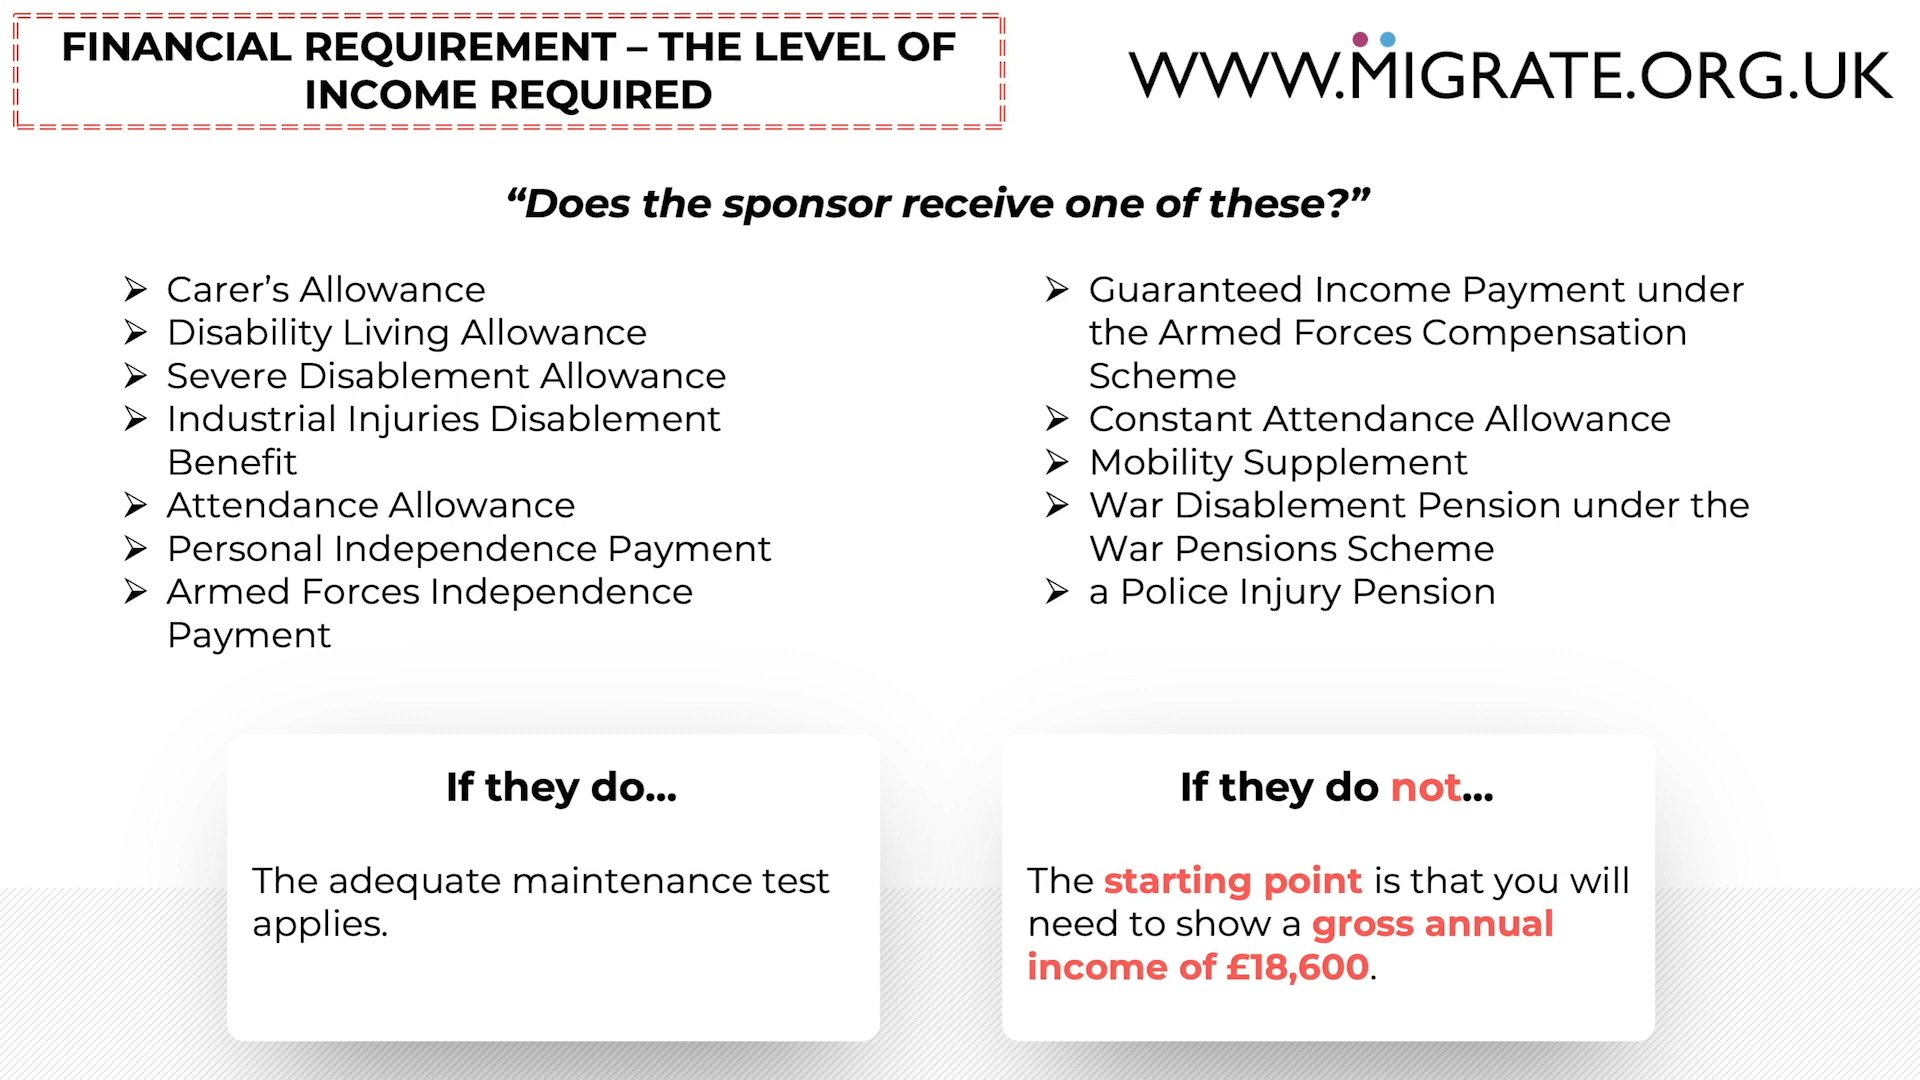 FINANCIAL REQUIREMENT – THE LEVEL OF
INCOME REQUIRED
WWW.MIGRATE.ORG.UK
“Does the sponsor receive one of these?”
➢ Carer’s Allowance
➢ Disability Living Allowance
➢ Severe Disablement Allowance
➢ Industrial Injuries Disablement
Benefit
➢ Attendance Allowance
➢ Personal Independence Payment
➢ Armed Forces Independence
Payment
➢ Guaranteed Income Payment under
the Armed Forces Compensation
Scheme
➢ Constant Attendance Allowance
➢ Mobility Supplement
➢ War Disablement Pension under the
War Pensions Scheme
➢ a Police Injury Pension
If they do...
The adequate maintenance test
applies.
If they do not...
The starting point is that you will
need to show a gross annual
income of £18,600.